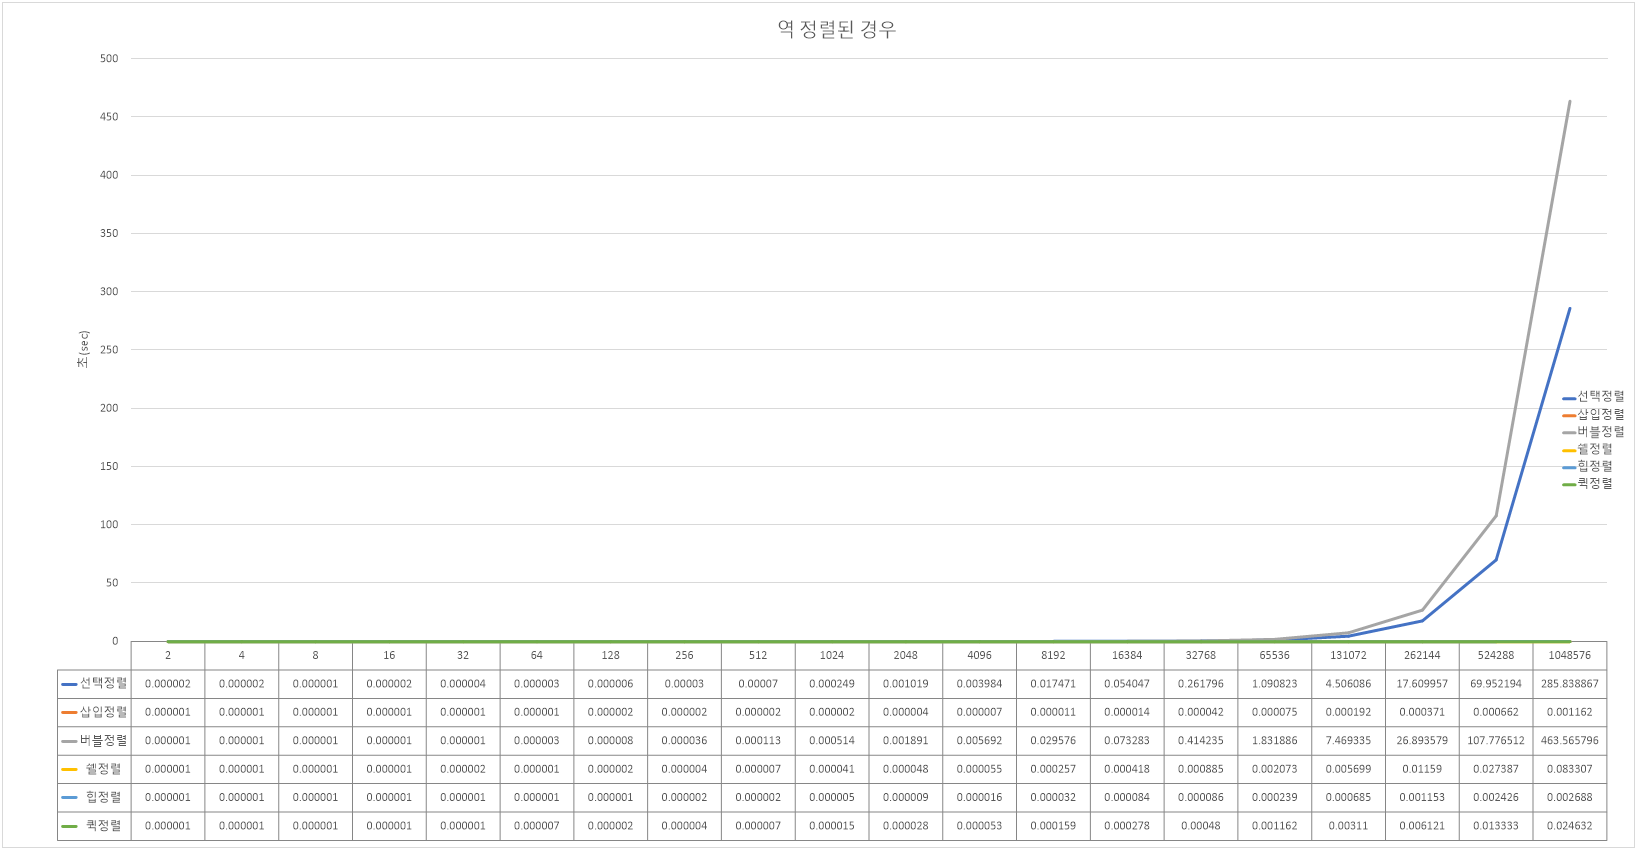 역 정렬된 경우
500
450
400
350
300
250
200
150
100
50
0
초(sec)
선택정렬
삽입정렬
버블정렬
쉘정렬
힙정렬
퀵정렬
2 4 8 16 32 64 128 256 512 1024 2048 4096 8192 16384 32768 65536 131072 262144 524288 1048576
선택정렬 0.000002 0.000002 0.000001 0.000002 0.000004 0.000003 0.000006 0.00003 0.00007 0.000249 0.001019 0.003984 0.017471 0.054047 0.261796 1.090823 4.506086 17.609957 69.952194 285.838867
삽입정렬 0.000001 0.000001 0.000001 0.000001 0.000001 0.000001 0.000002 0.000002 0.000002 0.000002 0.000004 0.000007 0.000011 0.000014 0.000042 0.000075 0.000192 0.000371 0.000662 0.001162
버블정렬 0.000001 0.000001 0.000001 0.000001 0.000001 0.000003 0.000008 0.000036 0.000113 0.000514 0.001891 0.005692 0.029576 0.073283 0.414235 1.831886 7.469335 26.893579 107.776512 463.565796
쉘정렬 0.000001 0.000001 0.000001 0.000001 0.000002 0.000001 0.000002 0.000004 0.000007 0.000041 0.000048 0.000055 0.000257 0.000418 0.000885 0.002073 0.005699 0.01159 0.027387 0.083307
힙정렬 0.000001 0.000001 0.000001 0.000001 0.000001 0.000001 0.000001 0.000002 0.000002 0.000005 0.000009 0.000016 0.000032 0.000084 0.000086 0.000239 0.000685 0.001153 0.002426 0.002688
퀵정렬 0.000001 0.000001 0.000001 0.000001 0.000001 0.000007 0.000002 0.000004 0.000007 0.000015 0.000028 0.000053 0.000159 0.000278 0.00048 0.001162 0.00311 0.006121 0.013333 0.024632